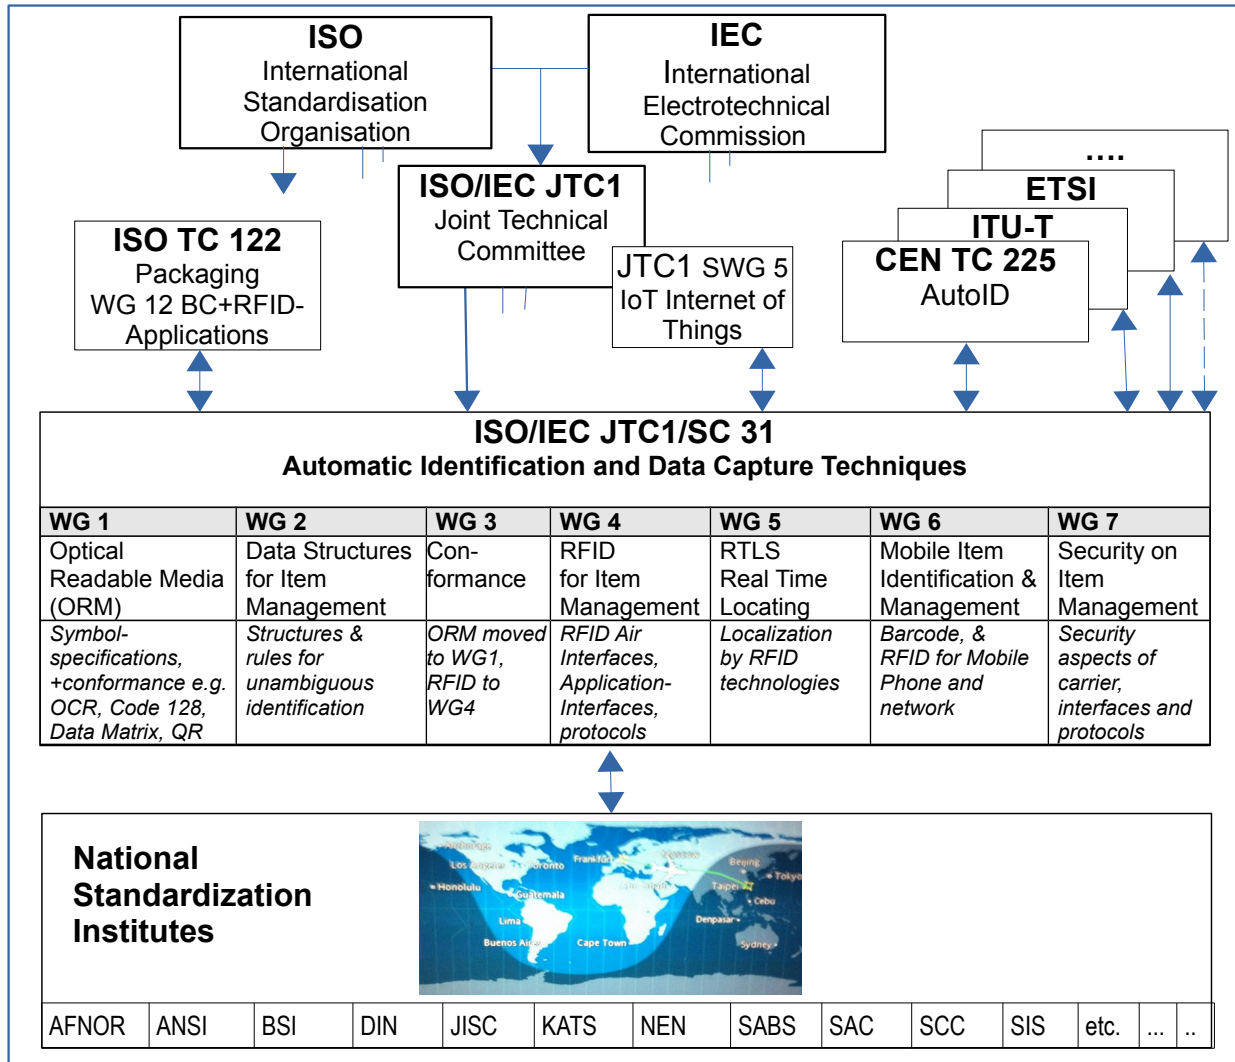 ISO
International
Standardisation
Organisation
IEC
International
Electrotechnical
Commission
ISO/IEC JTC1
Joint Technical
Committee
....
ETSI
ITU-T
CEN TC 225
AutoID
ISO TC 122
Packaging
WG 12 BC+RFID-
Applications
JTC1 SWG 5
IoT Internet of
Things
ISO/IEC JTC1/SC 31
Automatic Identification and Data Capture Techniques
WG 1
WG 2
WG 3
WG 4
WG 5
WG 6
WG 7
Optical
Readable Media
(ORM)
Data Structures
for Item
Management
Con-
formance
RFID
for Item
Management
RTLS
Real Time
Locating
Mobile Item
Identification &
Management
Security on
Item
Management
Symbol-
specifications,
+conformance e.g.
OCR, Code 128,
Data Matrix, QR
Structures &
rules for
unambiguous
identification
ORM moved
to WG1,
RFID to
WG4
RFID Air
Interfaces,
Application-
Interfaces,
protocols
Localization
by RFID
technologies
Barcode, &
RFID for Mobile
Phone and
network
Security
aspects of
carrier,
interfaces and
protocols
National
Standardization
Institutes
Anchorage
Los Angeles
Toronto
Frankfurt
Moscow
Beijing
Tokyo
Honolulu
Guatemala
Taipei
Cebu
Lima
Denpasar
Buenos Aires
Cape Town
Sydney
AFNOR
ANSI
BSI
DIN
JISC
KATS
NEN
SABS
SAC
SCC
SIS
etc.
...
..